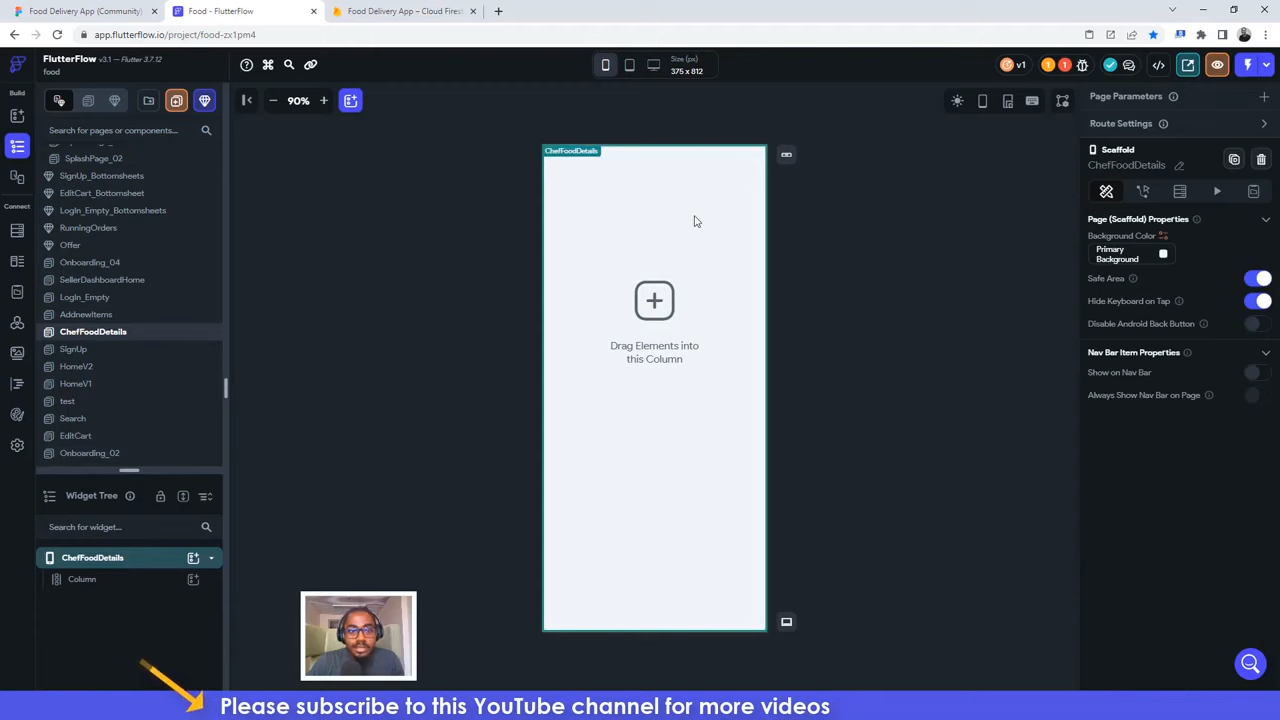 Food Delivery App (Community)
Food - FlutterFlow
Food Delivery App – Cloud Firest
app.flutterflow.io/project/food-zx1pm4
FlutterFlow v3.1 – Flutter 3.7.12
food
Size (px)
375 x 812
v1
1
1
Build
90%
Page Parameters
Search for pages or components...
Route Settings
SplashPage_02
ChefFoodDetails
Scaffold
ChefFoodDetails
SignUp_Bottomsheets
EditCart_Bottomsheet
Connect
LogIn_Empty_Bottomsheets
Page (Scaffold) Properties
RunningOrders
Background Color
Offer
Primary
Background
Onboarding_04
SellerDashboardHome
Safe Area
LogIn_Empty
Hide Keyboard on Tap
AddnewItems
Disable Android Back Button
ChefFoodDetails
SignUp
Drag Elements into
this Column
Nav Bar Item Properties
HomeV2
Show on Nav Bar
HomeV1
Always Show Nav Bar on Page
test
Search
EditCart
Onboarding_02
Widget Tree
Search for widget...
ChefFoodDetails
Column
Please subscribe to this YouTube channel for more videos